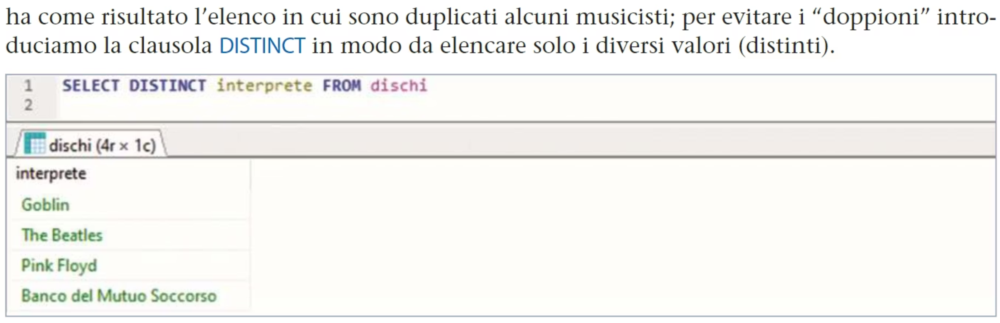 ha come risultato l’elenco in cui sono duplicati alcuni musicisti; per evitare i “doppioni” intro-
duciamo la clausola DISTINCT in modo da elencare solo i diversi valori (distinti).
1 SELECT DISTINCT interprete FROM dischi
2
dischi (4r × 1c)
interprete
Goblin
The Beatles
Pink Floyd
Banco del Mutuo Soccorso